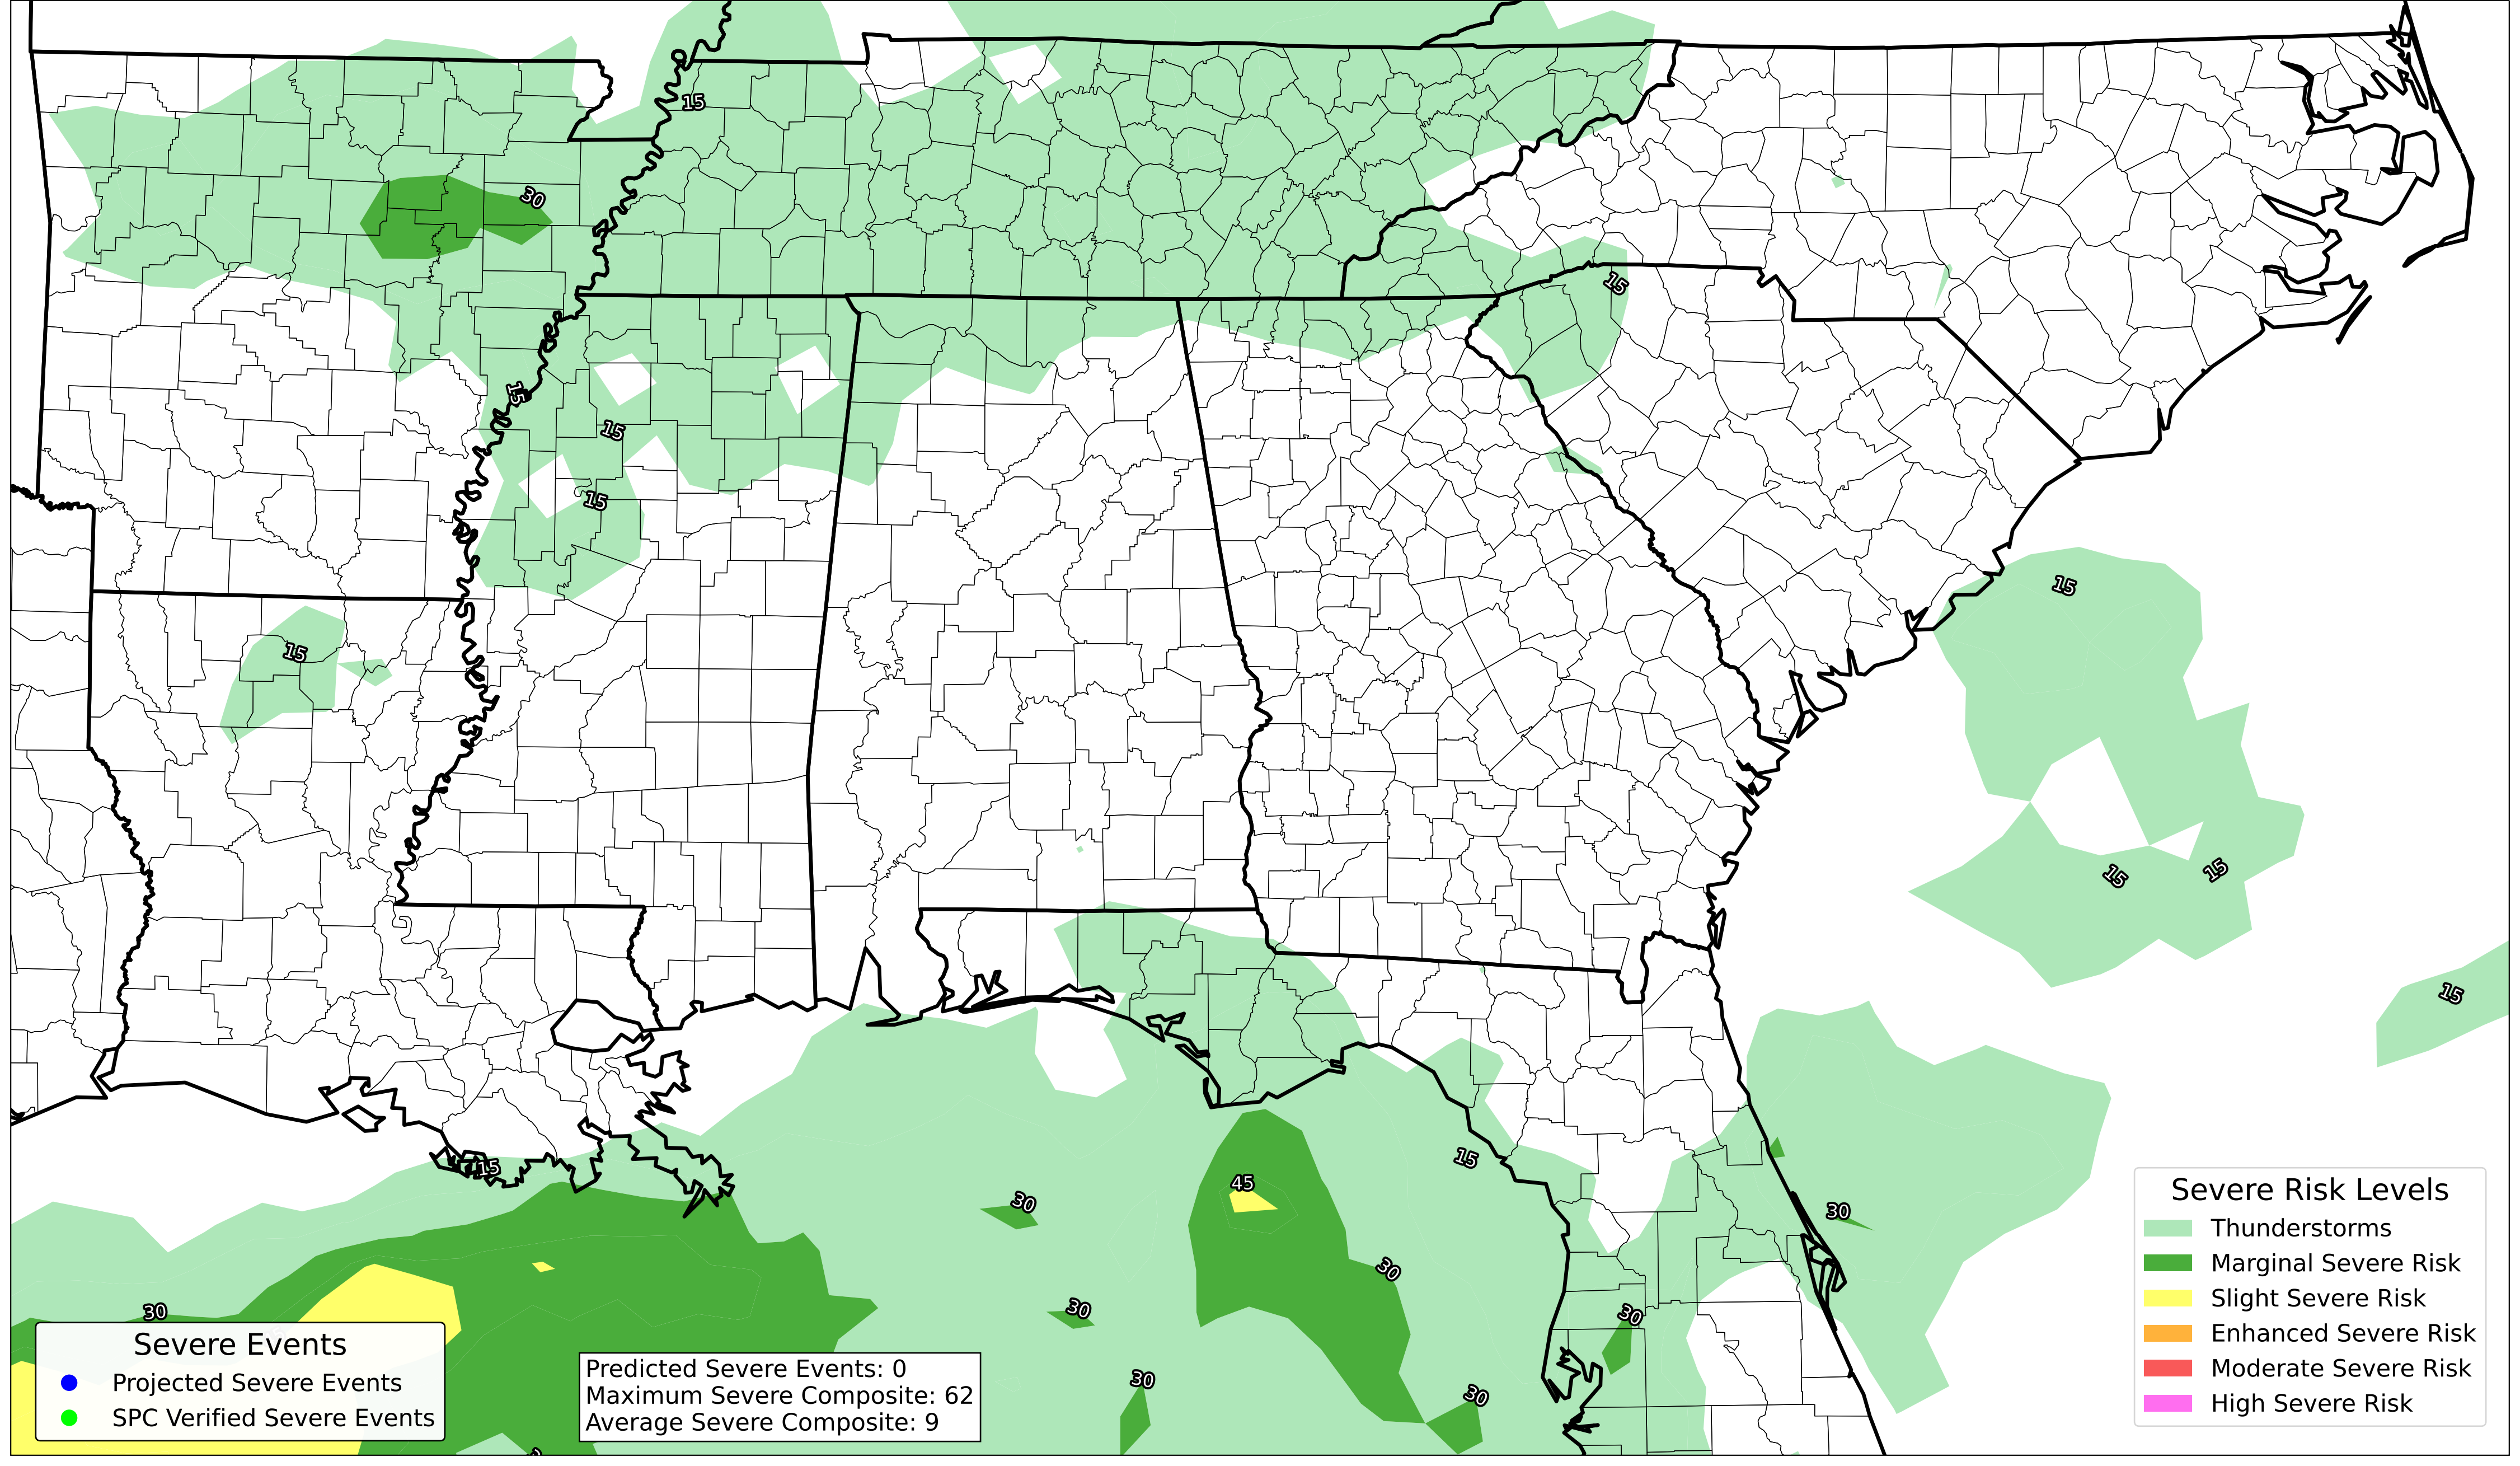 15
30
15
15
15
15
15
15
15
15
15
15
15
15
30
45
30
30
30
30
30
30
30
Severe Events
Projected Severe Events
SPC Verified Severe Events
Predicted Severe Events: 0
Maximum Severe Composite: 62
Average Severe Composite: 9
Severe Risk Levels
Thunderstorms
Marginal Severe Risk
Slight Severe Risk
Enhanced Severe Risk
Moderate Severe Risk
High Severe Risk